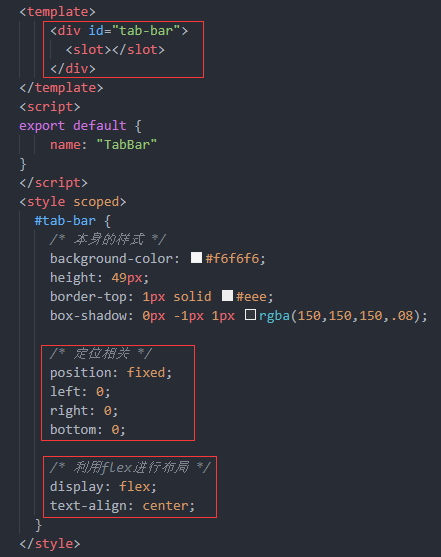 <template>
<div id="tab-bar">
<slot></slot>
</div>
</template>
<script>
export default {
name: "TabBar"
}
</script>
<style scoped>
#tab-bar {
/* 本身的样式 */
background-color: #f6f6f6;
height: 49px;
border-top: 1px solid #eee;
box-shadow: 0px -1px 1px rgba(150,150,150,.08);
/* 定位相关 */
position: fixed;
left: 0;
right: 0;
bottom: 0;
/* 利用flex进行布局 */
display: flex;
text-align: center;
}
</style>